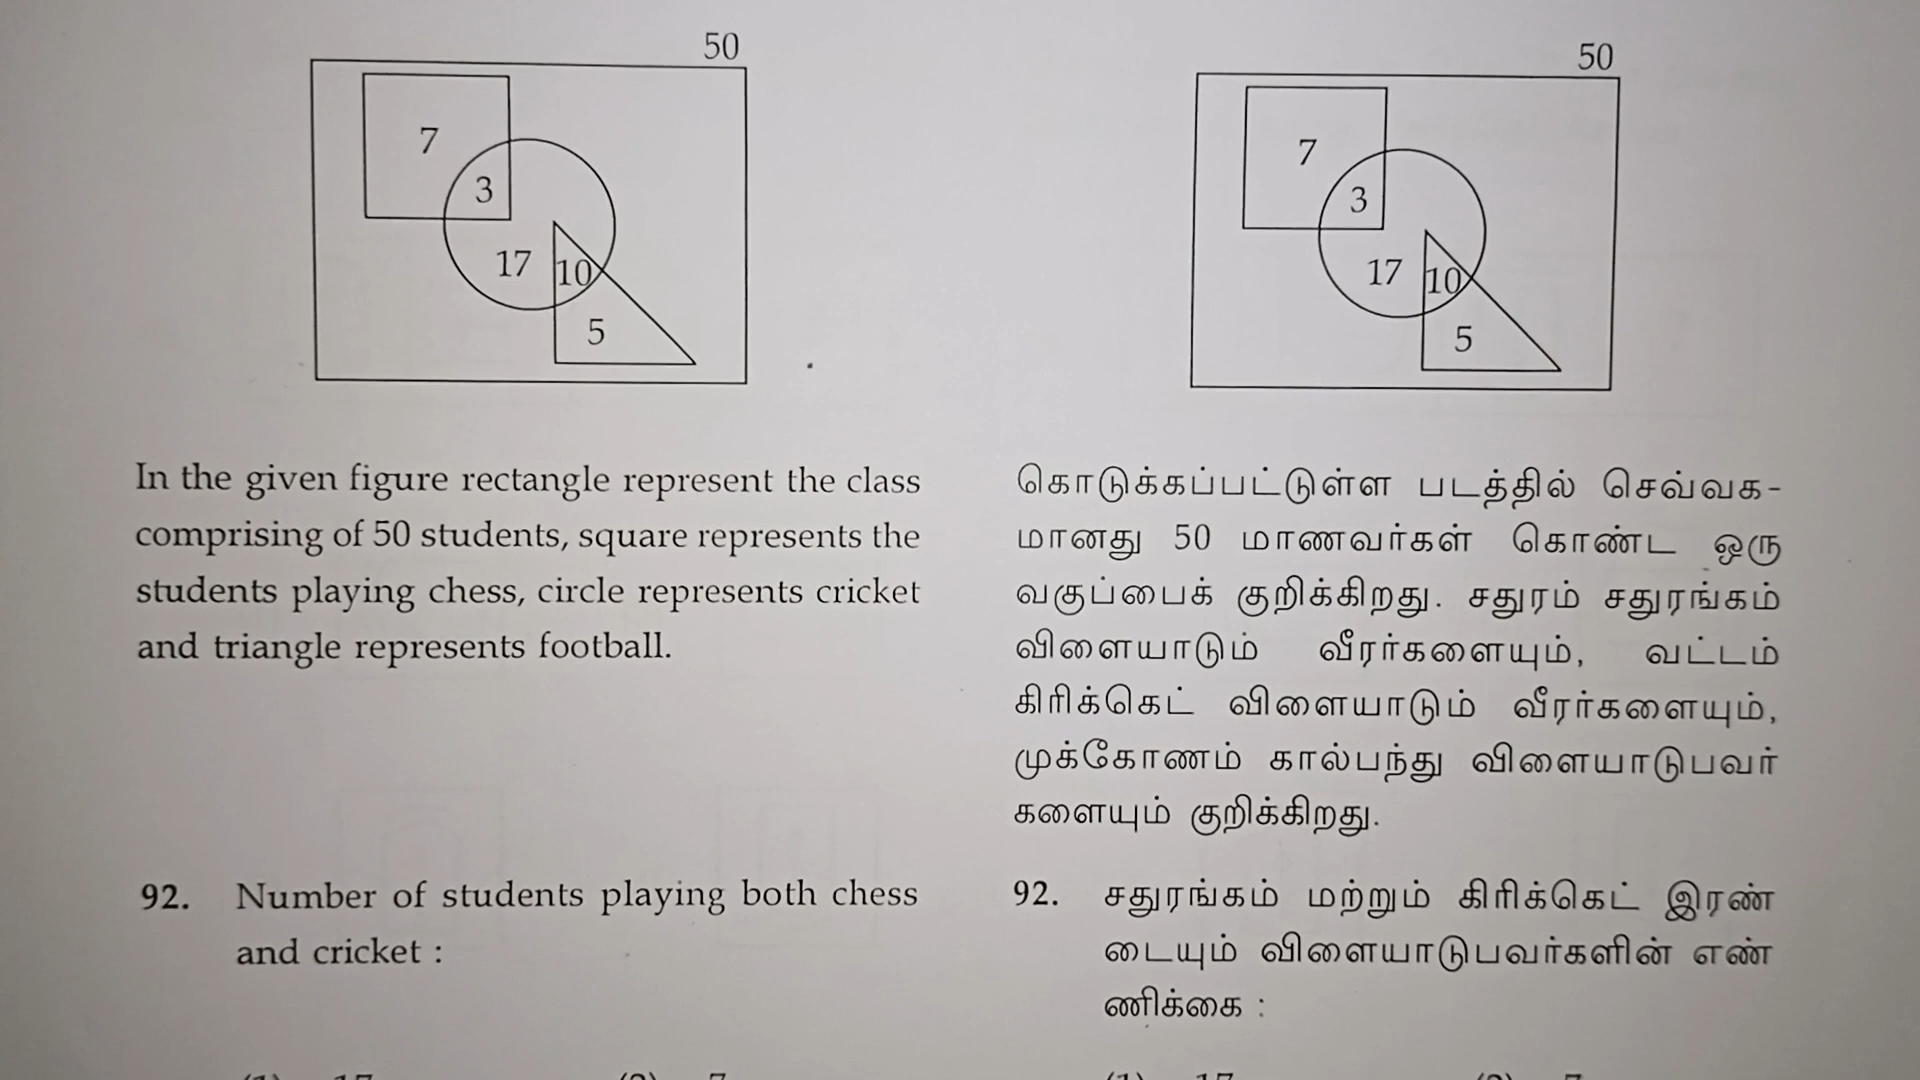 50
7
3
17
10
5
In the given figure rectangle represent the class
comprising of 50 students, square represents the
students playing chess, circle represents cricket
and triangle represents football.
92. Number of students playing both chess
and cricket :
50
7
3
17
10
5
கொடுக்கப்பட்டுள்ள படத்தில் செவ்வக-
மானது 50 மாணவர்கள் கொண்ட ஒரு
வகுப்பைக் குறிக்கிறது. சதுரம் சதுரங்கம்
விளையாடும் வீரர்களையும், வட்டம்
கிரிக்கெட் விளையாடும் வீரர்களையும்,
முக்கோணம் கால்பந்து விளையாடுபவர்
களையும் குறிக்கிறது.
92. சதுரங்கம் மற்றும் கிரிக்கெட் இரண்
டையும் விளையாடுபவர்களின் எண்
ணிக்கை :